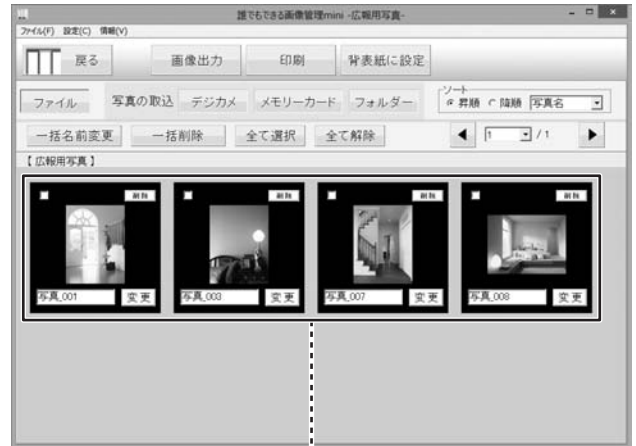 誰でもできる画像管理mini -広報用写真-
ファイル(F) 設定(C) 情報(V)
戻る 画像出力 印刷 背表紙に設定
ファイル 写真の取込 デジカメ メモリーカード フォルダー ソート 昇順 降順 写真名
一括名前変更 一括削除 全て選択 全て解除 1 / 1
【広報用写真】
削除 削除 削除 削除
写真_001 変更 写真_003 変更 写真_007 変更 写真_008 変更